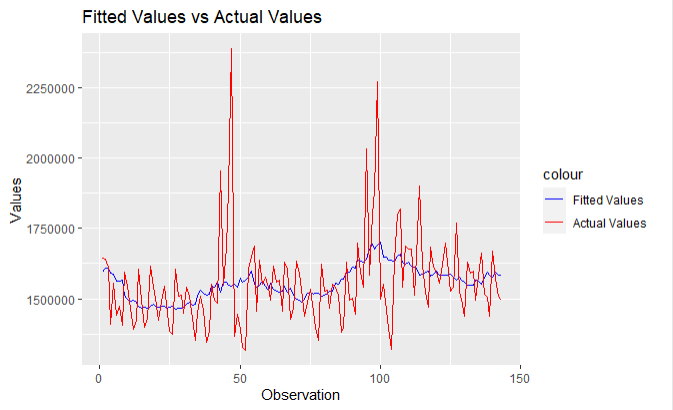 Fitted Values vs Actual Values
2250000
2000000
1750000
1500000
Values
0
50
100
150
Observation
colour
Fitted Values
Actual Values